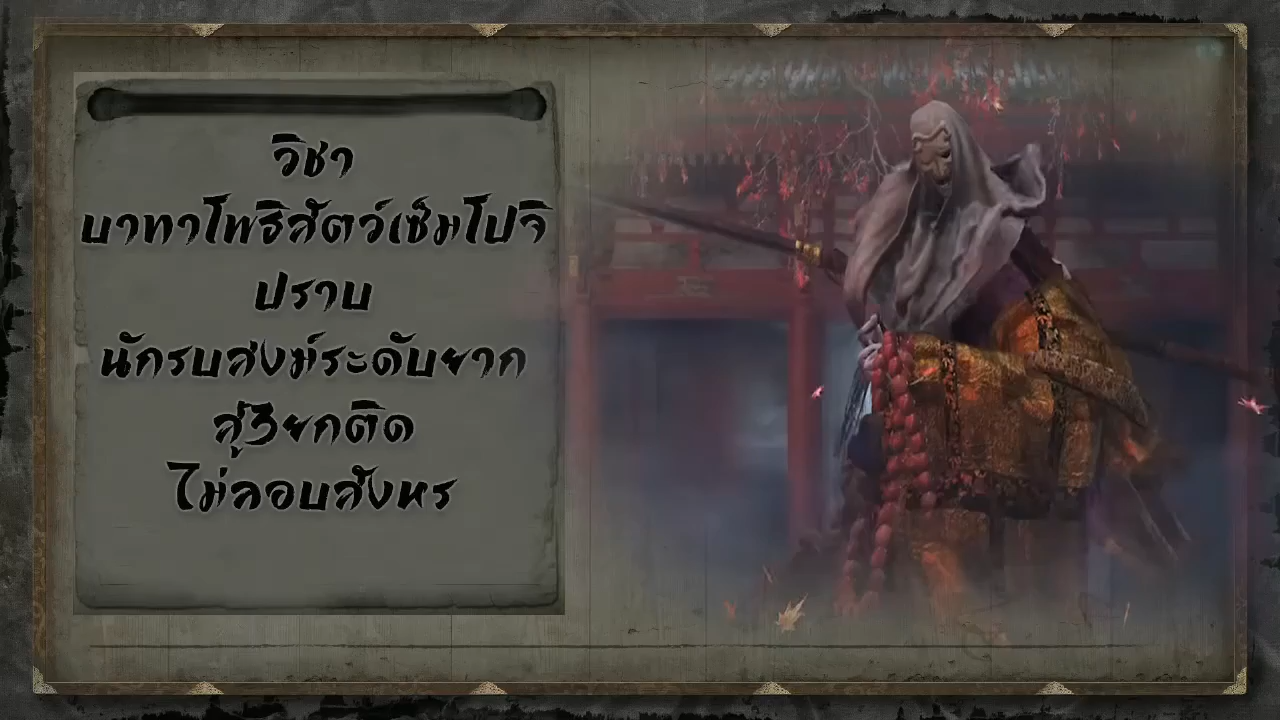 วิชา
บาทาโพธิสัตว์เซ็มโปจิ
ปราบ
นักรบสงฆ์ระดับยาก
สู่3ยกติด
ไม่ลอบสังหร